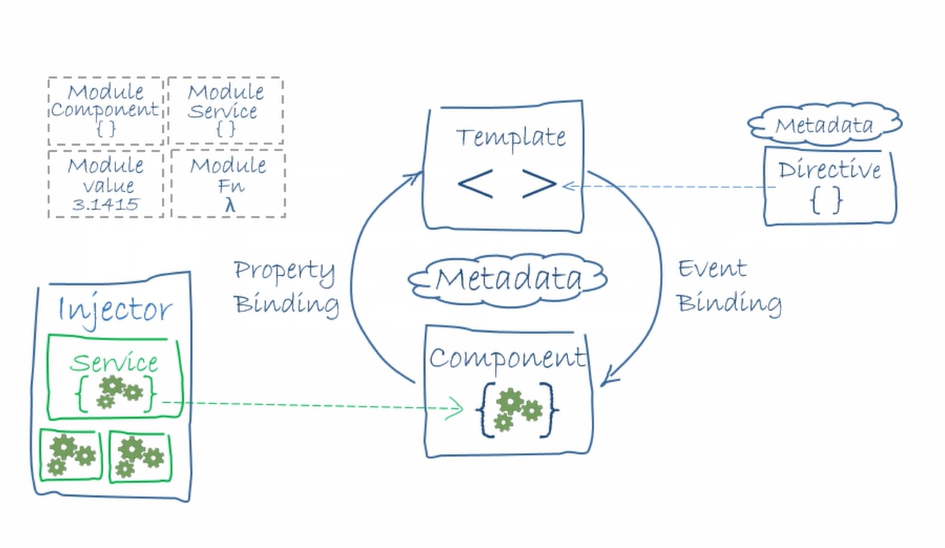 Module
Component
{ }
Module
Service
{ }
Module
value
3.1415
Module
Fn
λ
Template
< >
Metadata
Directive
{ }
Property
Binding
Metadata
Event
Binding
Injector
Service
{ }
Component
{ }